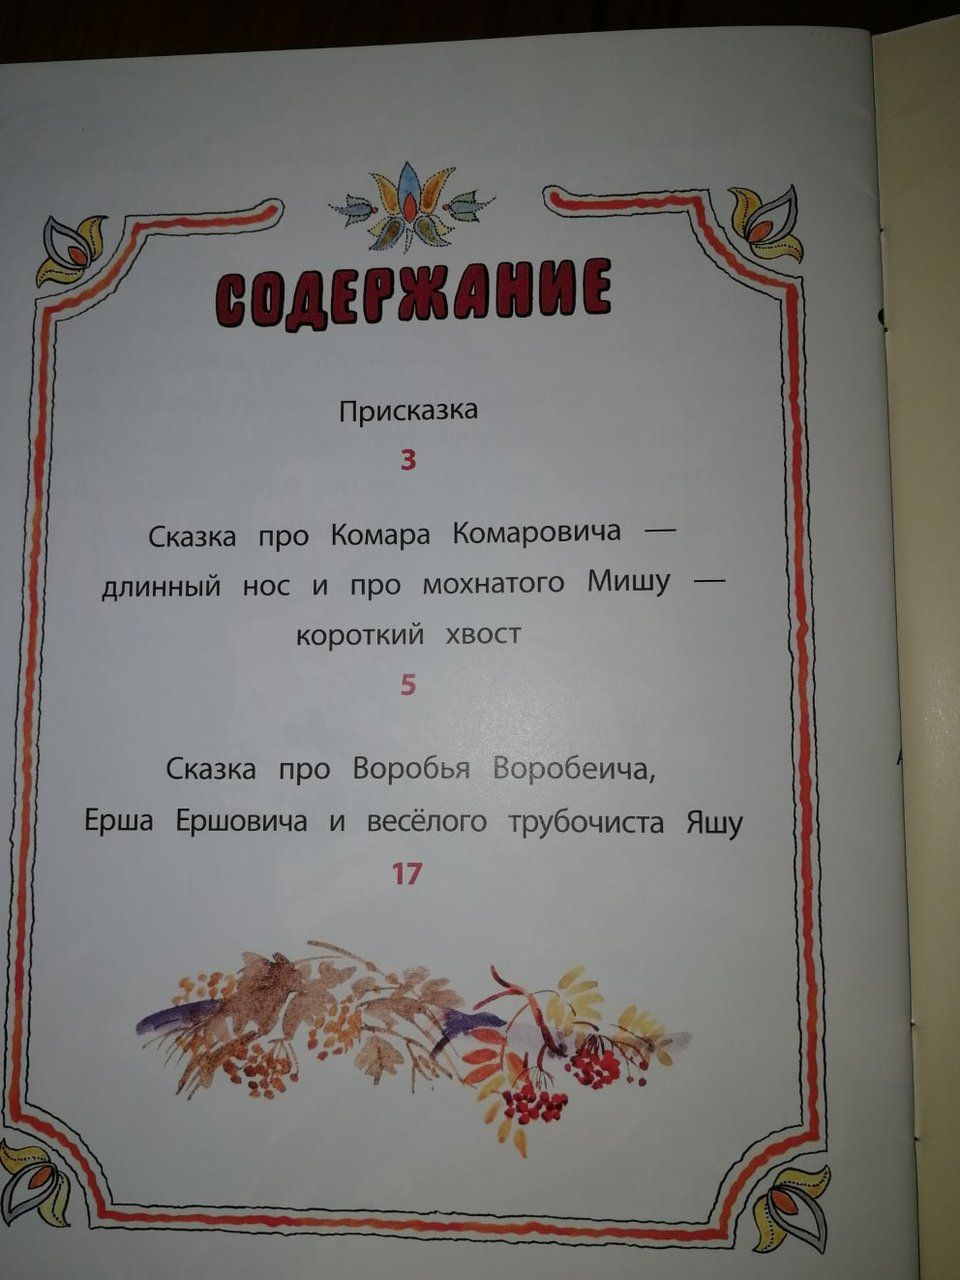 СОДЕРЖАНИЕ
Присказка
3
Сказка про Комара Комаровича —
длинный нос и про мохнатого Мишу —
короткий хвост
5
Сказка про Воробья Воробеича,
Ерша Ершовича и весёлого трубочиста Яшу
17